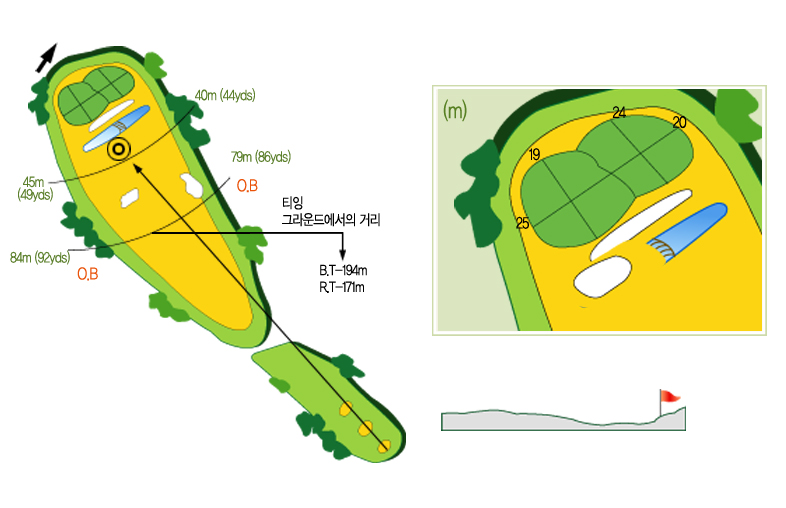 40m (44yds)
79m (86yds)
O.B
45m
(49yds)
티잉
그라운드에서의 거리
84m (92yds)
O.B
B.T-194m
R.T-171m
(m)
24
20
19
25